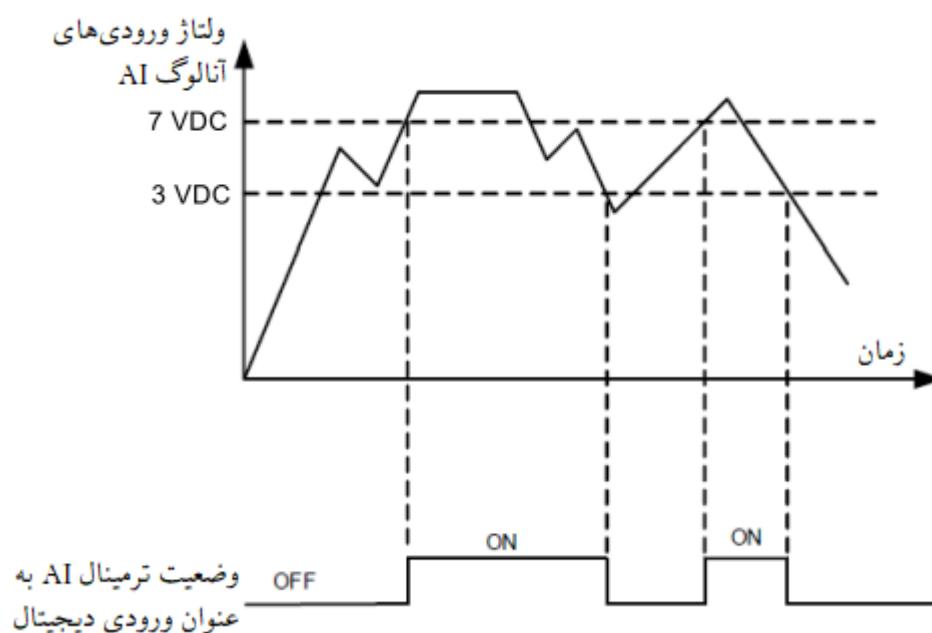 ولتاژ ورودی‌های
آنالوگ AI
7 VDC
3 VDC
زمان
ON
ON
OFF
وضعیت ترمینال AI به
عنوان ورودی دیجیتال